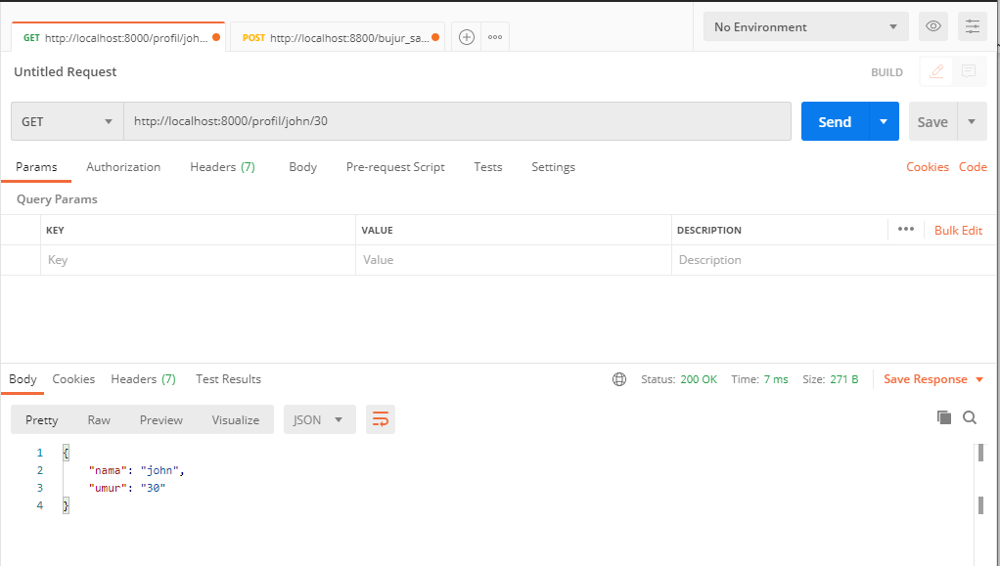 GET http://localhost:8000/profil/joh... POST http://localhost:8800/bujur_sa... No Environment
Untitled Request BUILD
GET http://localhost:8000/profil/john/30 Send Save
Params Authorization Headers (7) Body Pre-request Script Tests Settings Cookies Code
Query Params
KEY VALUE DESCRIPTION Bulk Edit
Key Value Description
Body Cookies Headers (7) Test Results Status: 200 OK Time: 7 ms Size: 271 B Save Response
Pretty Raw Preview Visualize JSON
1 {
2 "nama": "john",
3 "umur": "30"
4 }